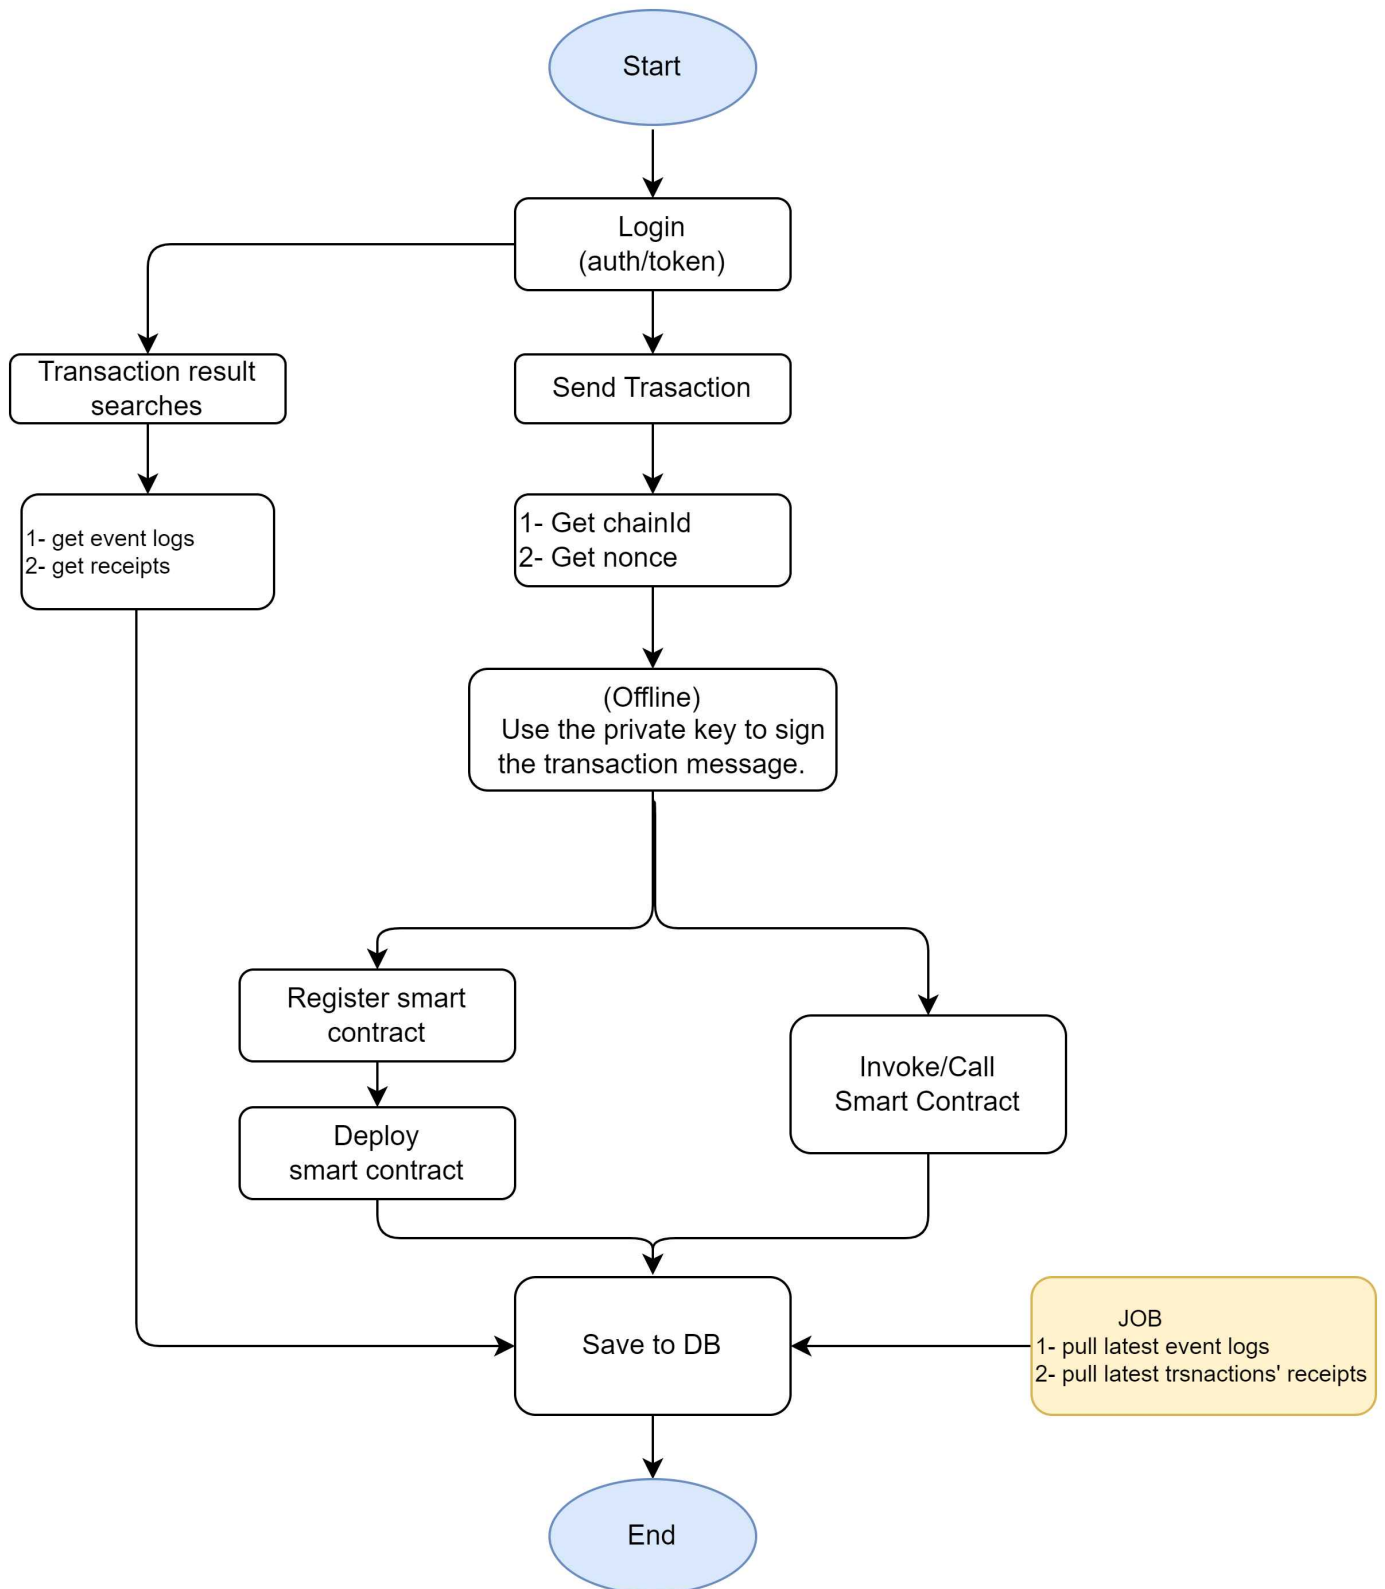 Start
Login
(auth/token)
Transaction result
searches
Send Trasaction
1- get event logs
2- get receipts
1- Get chainId
2- Get nonce
(Offline)
Use the private key to sign
the transaction message.
Register smart
contract
Invoke/Call
Smart Contract
Deploy
smart contract
Save to DB
JOB
1- pull latest event logs
2- pull latest trsnactions' receipts
End